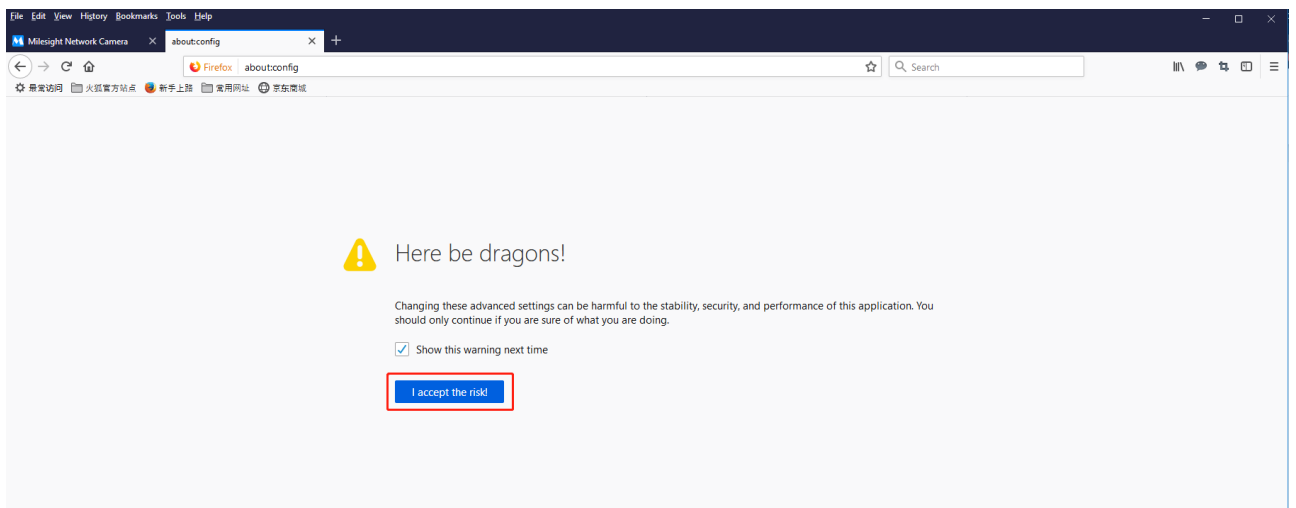 File Edit View History Bookmarks Tools Help
Milesight Network Camera
about:config
Firefox about:config
Search
最常访问 火狐官方站点 新手上路 常用网址 京东商城
Here be dragons!
Changing these advanced settings can be harmful to the stability, security, and performance of this application. You
should only continue if you are sure of what you are doing.
Show this warning next time
I accept the risk!